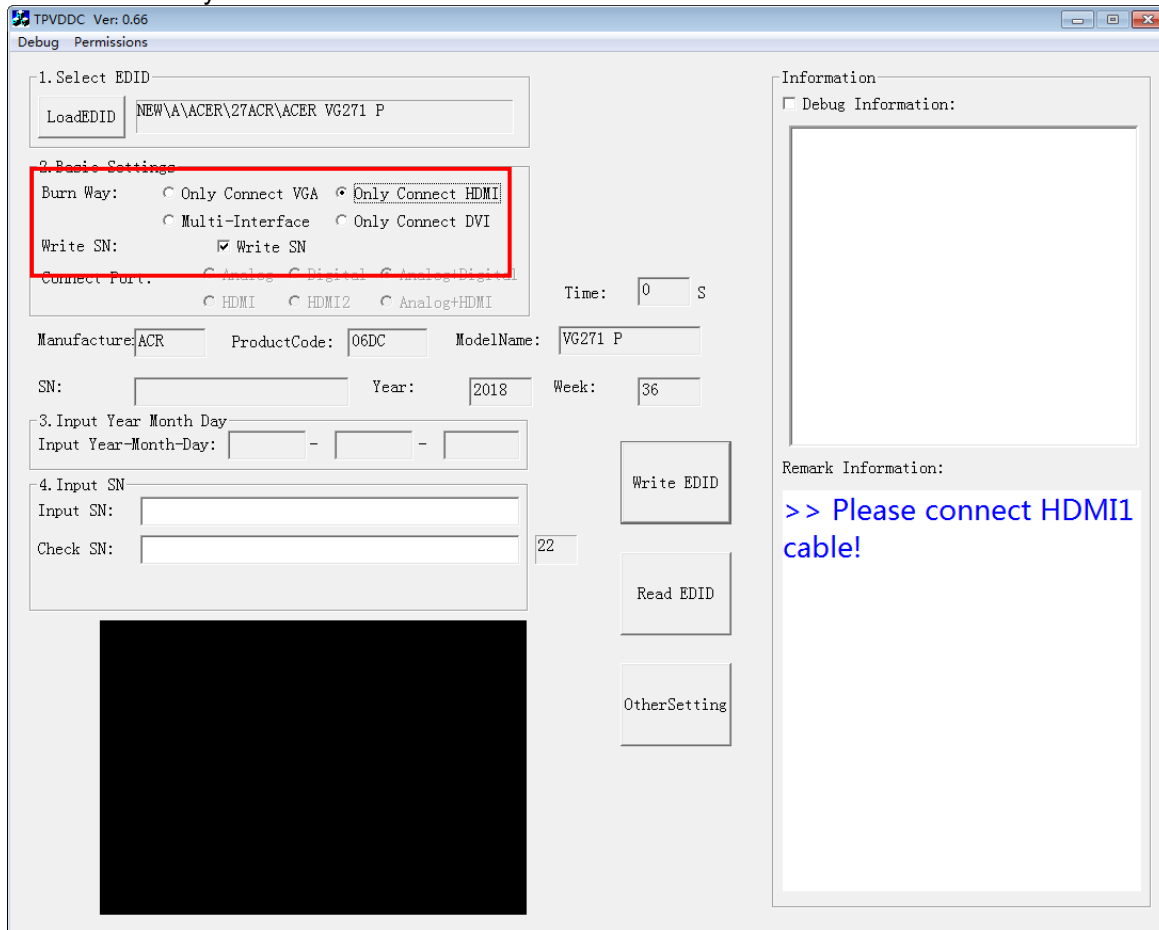 TPVDDC Ver: 0.66
Debug Permissions
1.Select EDID
LoadEDID NEW\A\ACER\27ACR\ACER VG271 P
2.Basic Settings
Burn Way: Only Connect VGA Only Connect HDMI
Multi-Interface Only Connect DVI
Write SN: Write SN
Connect Port: Analog Digital Analog+Digital
HDMI HDMI2 Analog+HDMI
Time: 0 S
Manufacture: ACR ProductCode: 06DC ModelName: VG271 P
SN: Year: 2018 Week: 36
3.Input Year Month Day
Input Year-Month-Day: - -
4.Input SN
Input SN:
Check SN: 22
Write EDID
Read EDID
OtherSetting
Information
Debug Information:
Remark Information:
>> Please connect HDMI1
cable!